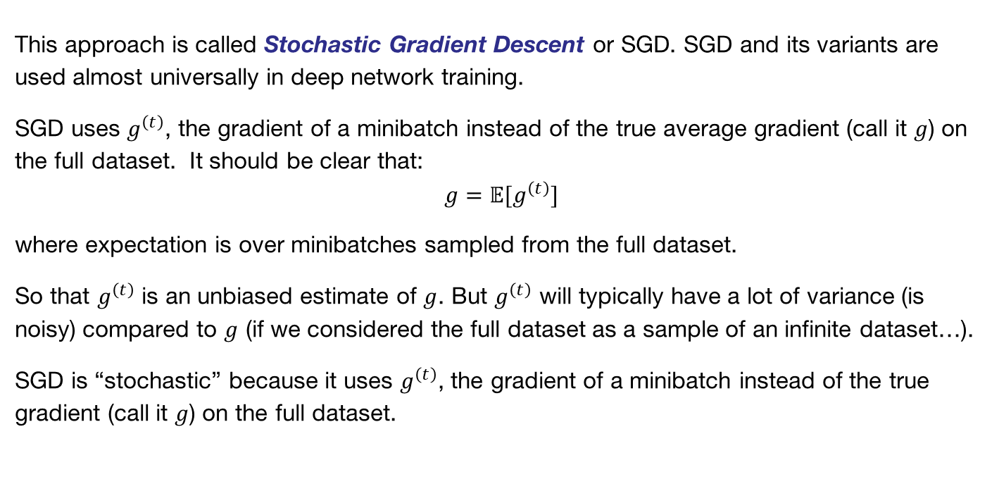 This approach is called Stochastic Gradient Descent or SGD. SGD and its variants are
used almost universally in deep network training.
SGD uses g^(t), the gradient of a minibatch instead of the true average gradient (call it g) on
the full dataset.  It should be clear that:
g = 𝔼[g^(t)]
where expectation is over minibatches sampled from the full dataset.
So that g^(t) is an unbiased estimate of g. But g^(t) will typically have a lot of variance (is
noisy) compared to g (if we considered the full dataset as a sample of an infinite dataset…).
SGD is “stochastic” because it uses g^(t), the gradient of a minibatch instead of the true
gradient (call it g) on the full dataset.